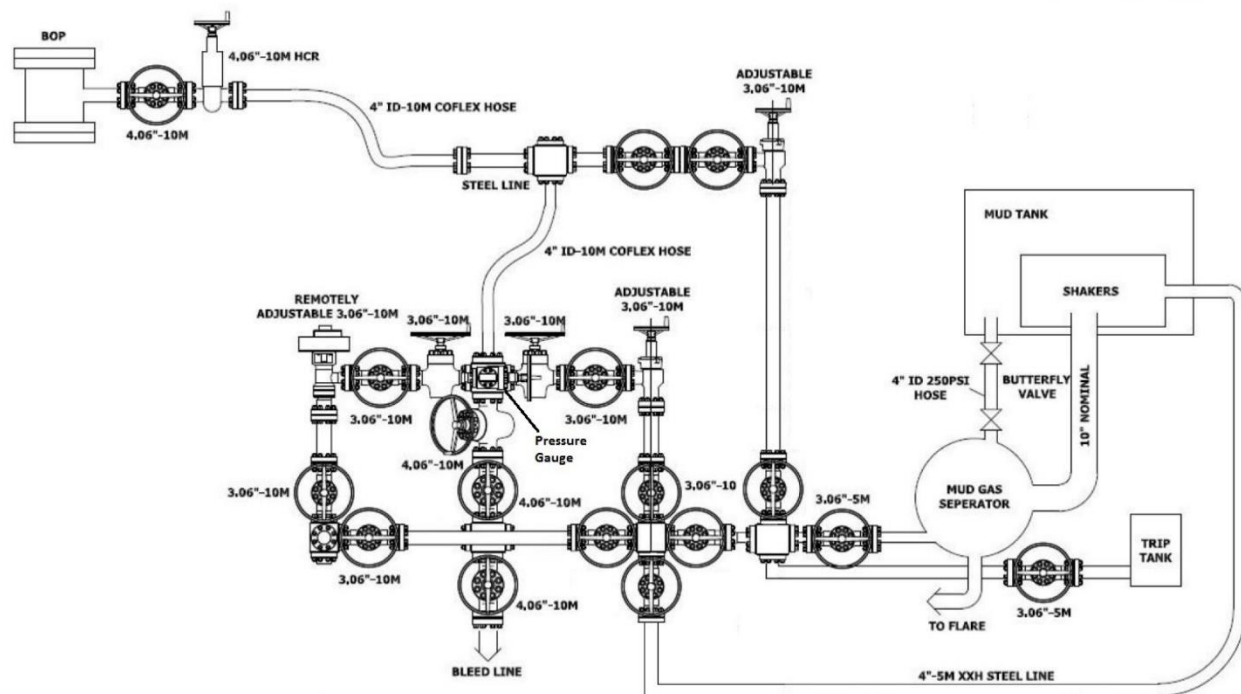 BOP
4.06"-10M HCR
4.06"-10M
4" ID-10M COFLEX HOSE
STEEL LINE
ADJUSTABLE
3.06"-10M
4" ID-10M COFLEX HOSE
MUD TANK
SHAKERS
REMOTELY
ADJUSTABLE 3.06"-10M
3.06"-10M
3.06"-10M
ADJUSTABLE
3.06"-10M
4" ID 250PSI
HOSE
BUTTERFLY
VALVE
10" NOMINAL
3.06"-10M
3.06"-10M
Pressure
Gauge
4.06"-10M
3.06"-10M
4.06"-10M
3.06"-10
3.06"-5M
MUD GAS
SEPERATOR
TRIP
TANK
3.06"-10M
4.06"-10M
3.06"-5M
TO FLARE
BLEED LINE
4"-5M XXH STEEL LINE